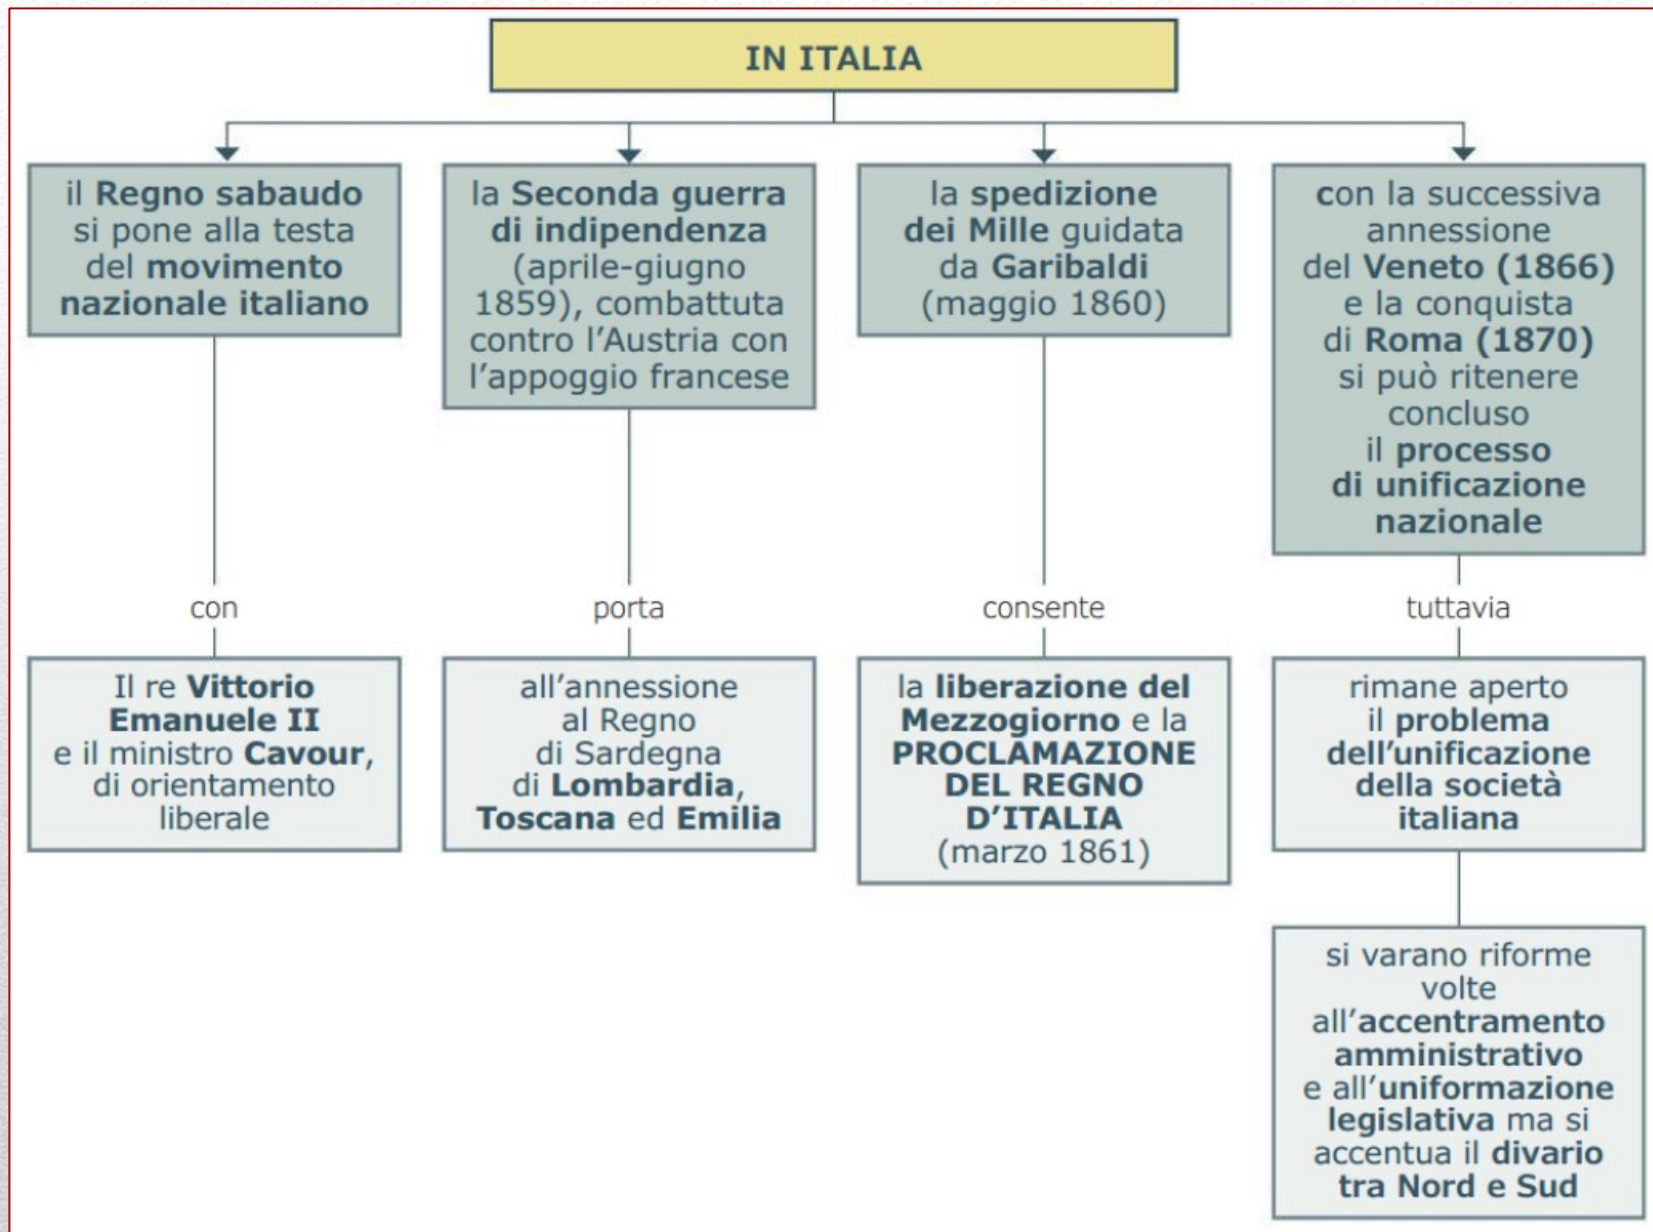 IN ITALIA
il Regno sabaudo
si pone alla testa
del movimento
nazionale italiano
con
Il re Vittorio
Emanuele II
e il ministro Cavour,
di orientamento
liberale
la Seconda guerra
di indipendenza
(aprile-giugno
1859), combattuta
contro l'Austria con
l'appoggio francese
porta
all'annessione
al Regno
di Sardegna
di Lombardia,
Toscana ed Emilia
la spedizione
dei Mille guidata
da Garibaldi
(maggio 1860)
consente
la liberazione del
Mezzogiorno e la
PROCLAMAZIONE
DEL REGNO
D'ITALIA
(marzo 1861)
con la successiva
annessione
del Veneto (1866)
e la conquista
di Roma (1870)
si può ritenere
concluso
il processo
di unificazione
nazionale
tuttavia
rimane aperto
il problema
dell'unificazione
della società
italiana
si varano riforme
volte
all'accentramento
amministrativo
e all'uniformazione
legislativa ma si
accentua il divario
tra Nord e Sud